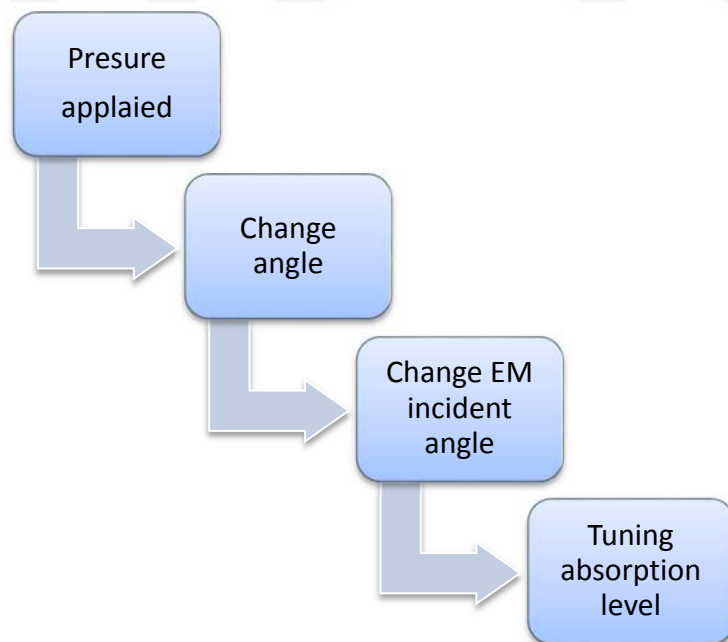 Presure
applaied
Change
angle
Change EM
incident
angle
Tuning
absorption
level